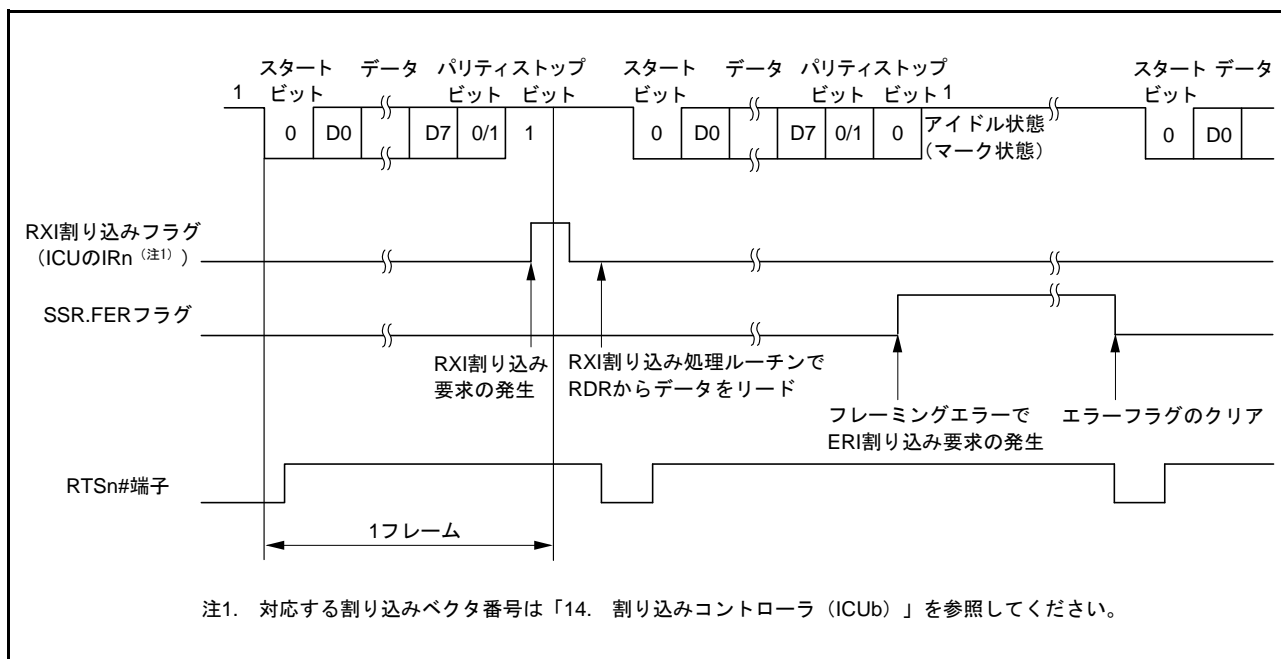 スタート データ パリティ ストップ スタート データ パリティ ストップ スタート データ
1 ビット ビット ビット ビット ビット ビット 1 ビット
0 D0 D7 0/1 1 0 D0 D7 0/1 0 アイドル状態 0 D0
(マーク状態)
RXI割り込みフラグ
(ICUのIRn(注1))
SSR.FERフラグ
RXI割り込み
要求の発生
RXI割り込み処理ルーチンで
RDRからデータをリード
フレーミングエラーで
ERI割り込み要求の発生
エラーフラグのクリア
RTSn#端子
1フレーム
注1. 対応する割り込みベクタ番号は「14. 割り込みコントローラ(ICUb)」を参照してください。